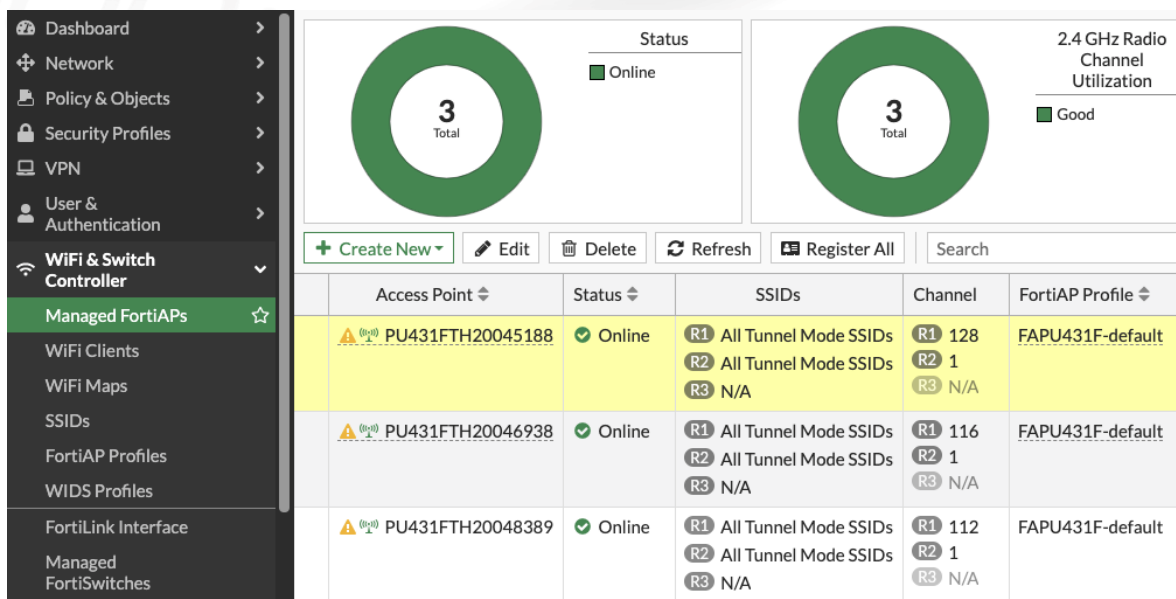 Dashboard
Network
Policy & Objects
Security Profiles
VPN
User &
Authentication
WiFi & Switch
Controller
Managed FortiAPs
WiFi Clients
WiFi Maps
SSIDs
FortiAP Profiles
WIDS Profiles
FortiLink Interface
Managed
FortiSwitches
3
Total
Status
Online
3
Total
2.4 GHz Radio
Channel
Utilization
Good
Create New
Edit
Delete
Refresh
Register All
Search
Access Point Status SSIDs Channel FortiAP Profile
PU431FTH20045188 Online R1 All Tunnel Mode SSIDs R1 128 FAPU431F-default
R2 All Tunnel Mode SSIDs R2 1
R3 N/A R3 N/A
PU431FTH20046938 Online R1 All Tunnel Mode SSIDs R1 116 FAPU431F-default
R2 All Tunnel Mode SSIDs R2 1
R3 N/A R3 N/A
PU431FTH20048389 Online R1 All Tunnel Mode SSIDs R1 112 FAPU431F-default
R2 All Tunnel Mode SSIDs R2 1
R3 N/A R3 N/A